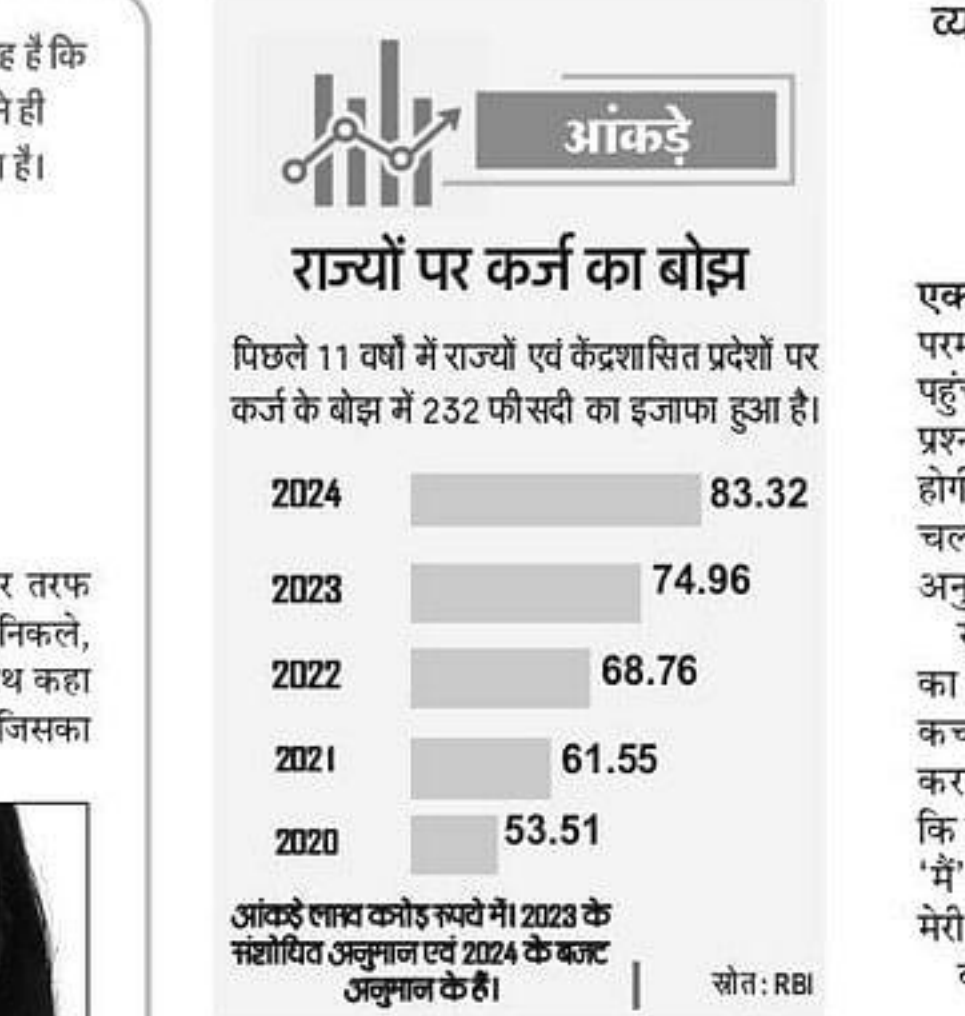 ह है कि
ने ही
है।
र तरफ
निकले,
थ कहा
जिसका
आंकड़े
राज्यों पर कर्ज का बोझ
पिछले 11 वर्षों में राज्यों एवं केंद्रशासित प्रदेशों पर
कर्ज के बोझ में 232 फीसदी का इजाफा हुआ है।
2024 83.32
2023 74.96
2022 68.76
2021 61.55
2020 53.51
आंकड़े लाख करोड़ रुपये में। 2023 के
संशोधित अनुमान एवं 2024 के बजट
अनुमान के हैं।
स्रोत : RBI
व्य
एक
परम
पहुं
प्रश्न
होगी
चल
अनु
का
कच
कर
कि
‘मैं’
मेरी